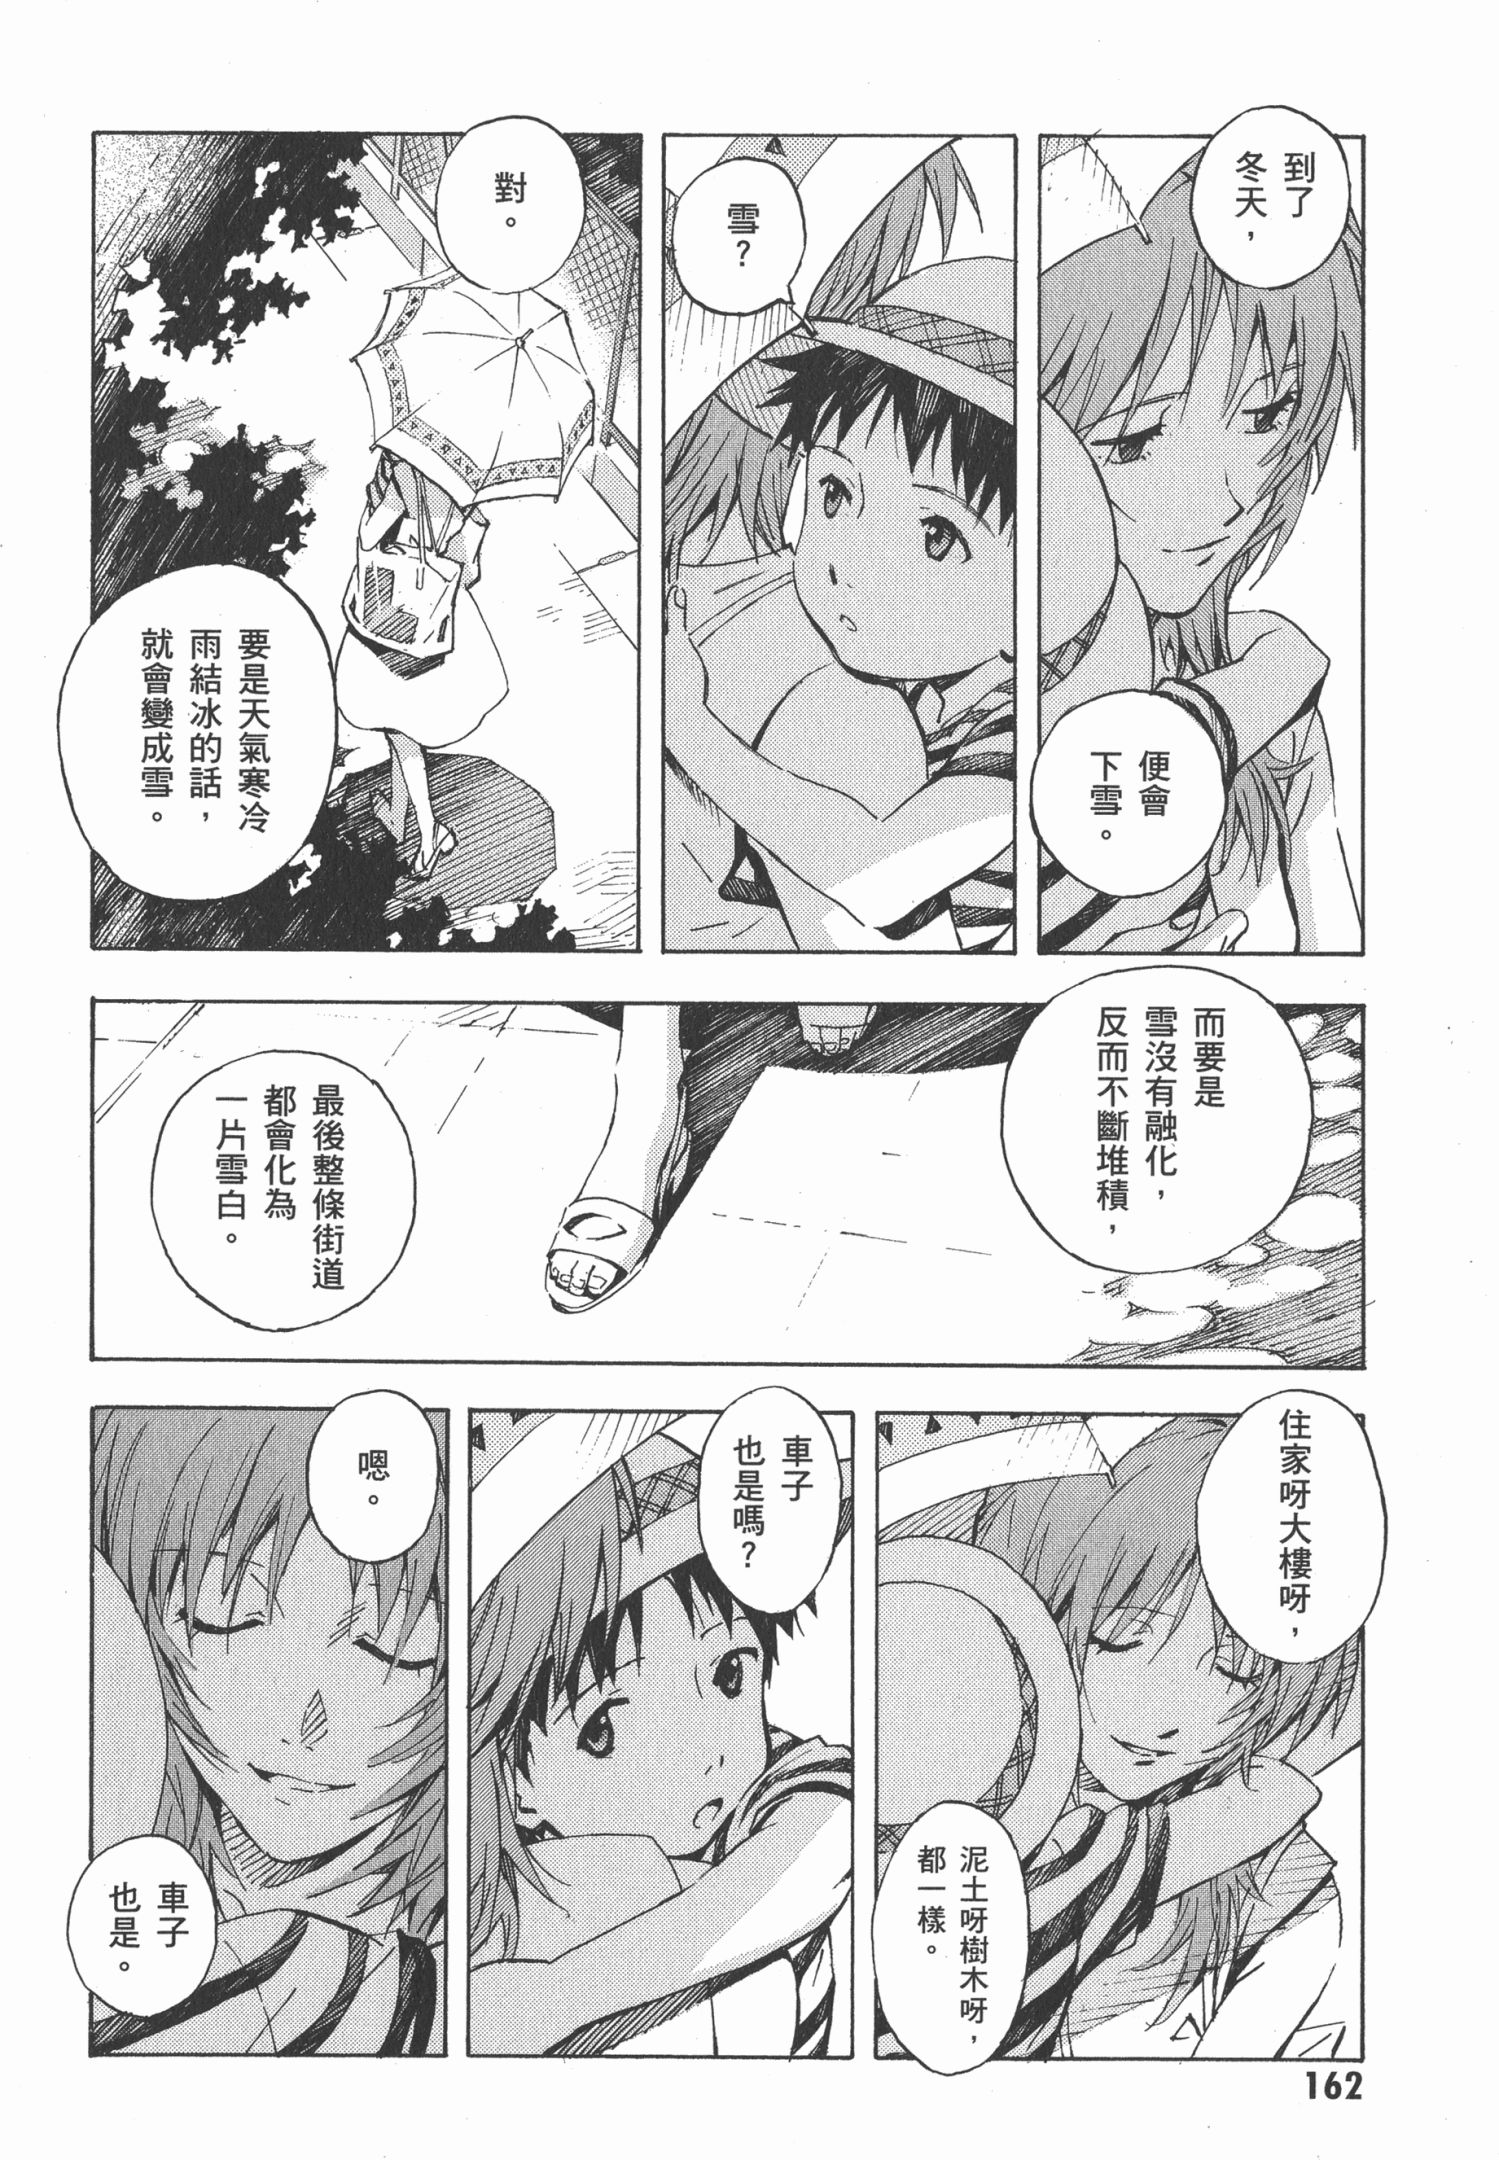 到了
冬天，
便會
下雪。
雪？
對。
要是天氣寒冷
雨結冰的話，
就會變成雪。
而要是
雪沒有融化，
反而不斷堆積，
最後整條街道
都會化為
一片雪白。
住家呀大樓呀，
泥土呀樹木呀，
都一樣。
車子
也是嗎？
嗯。
車子
也是。
162